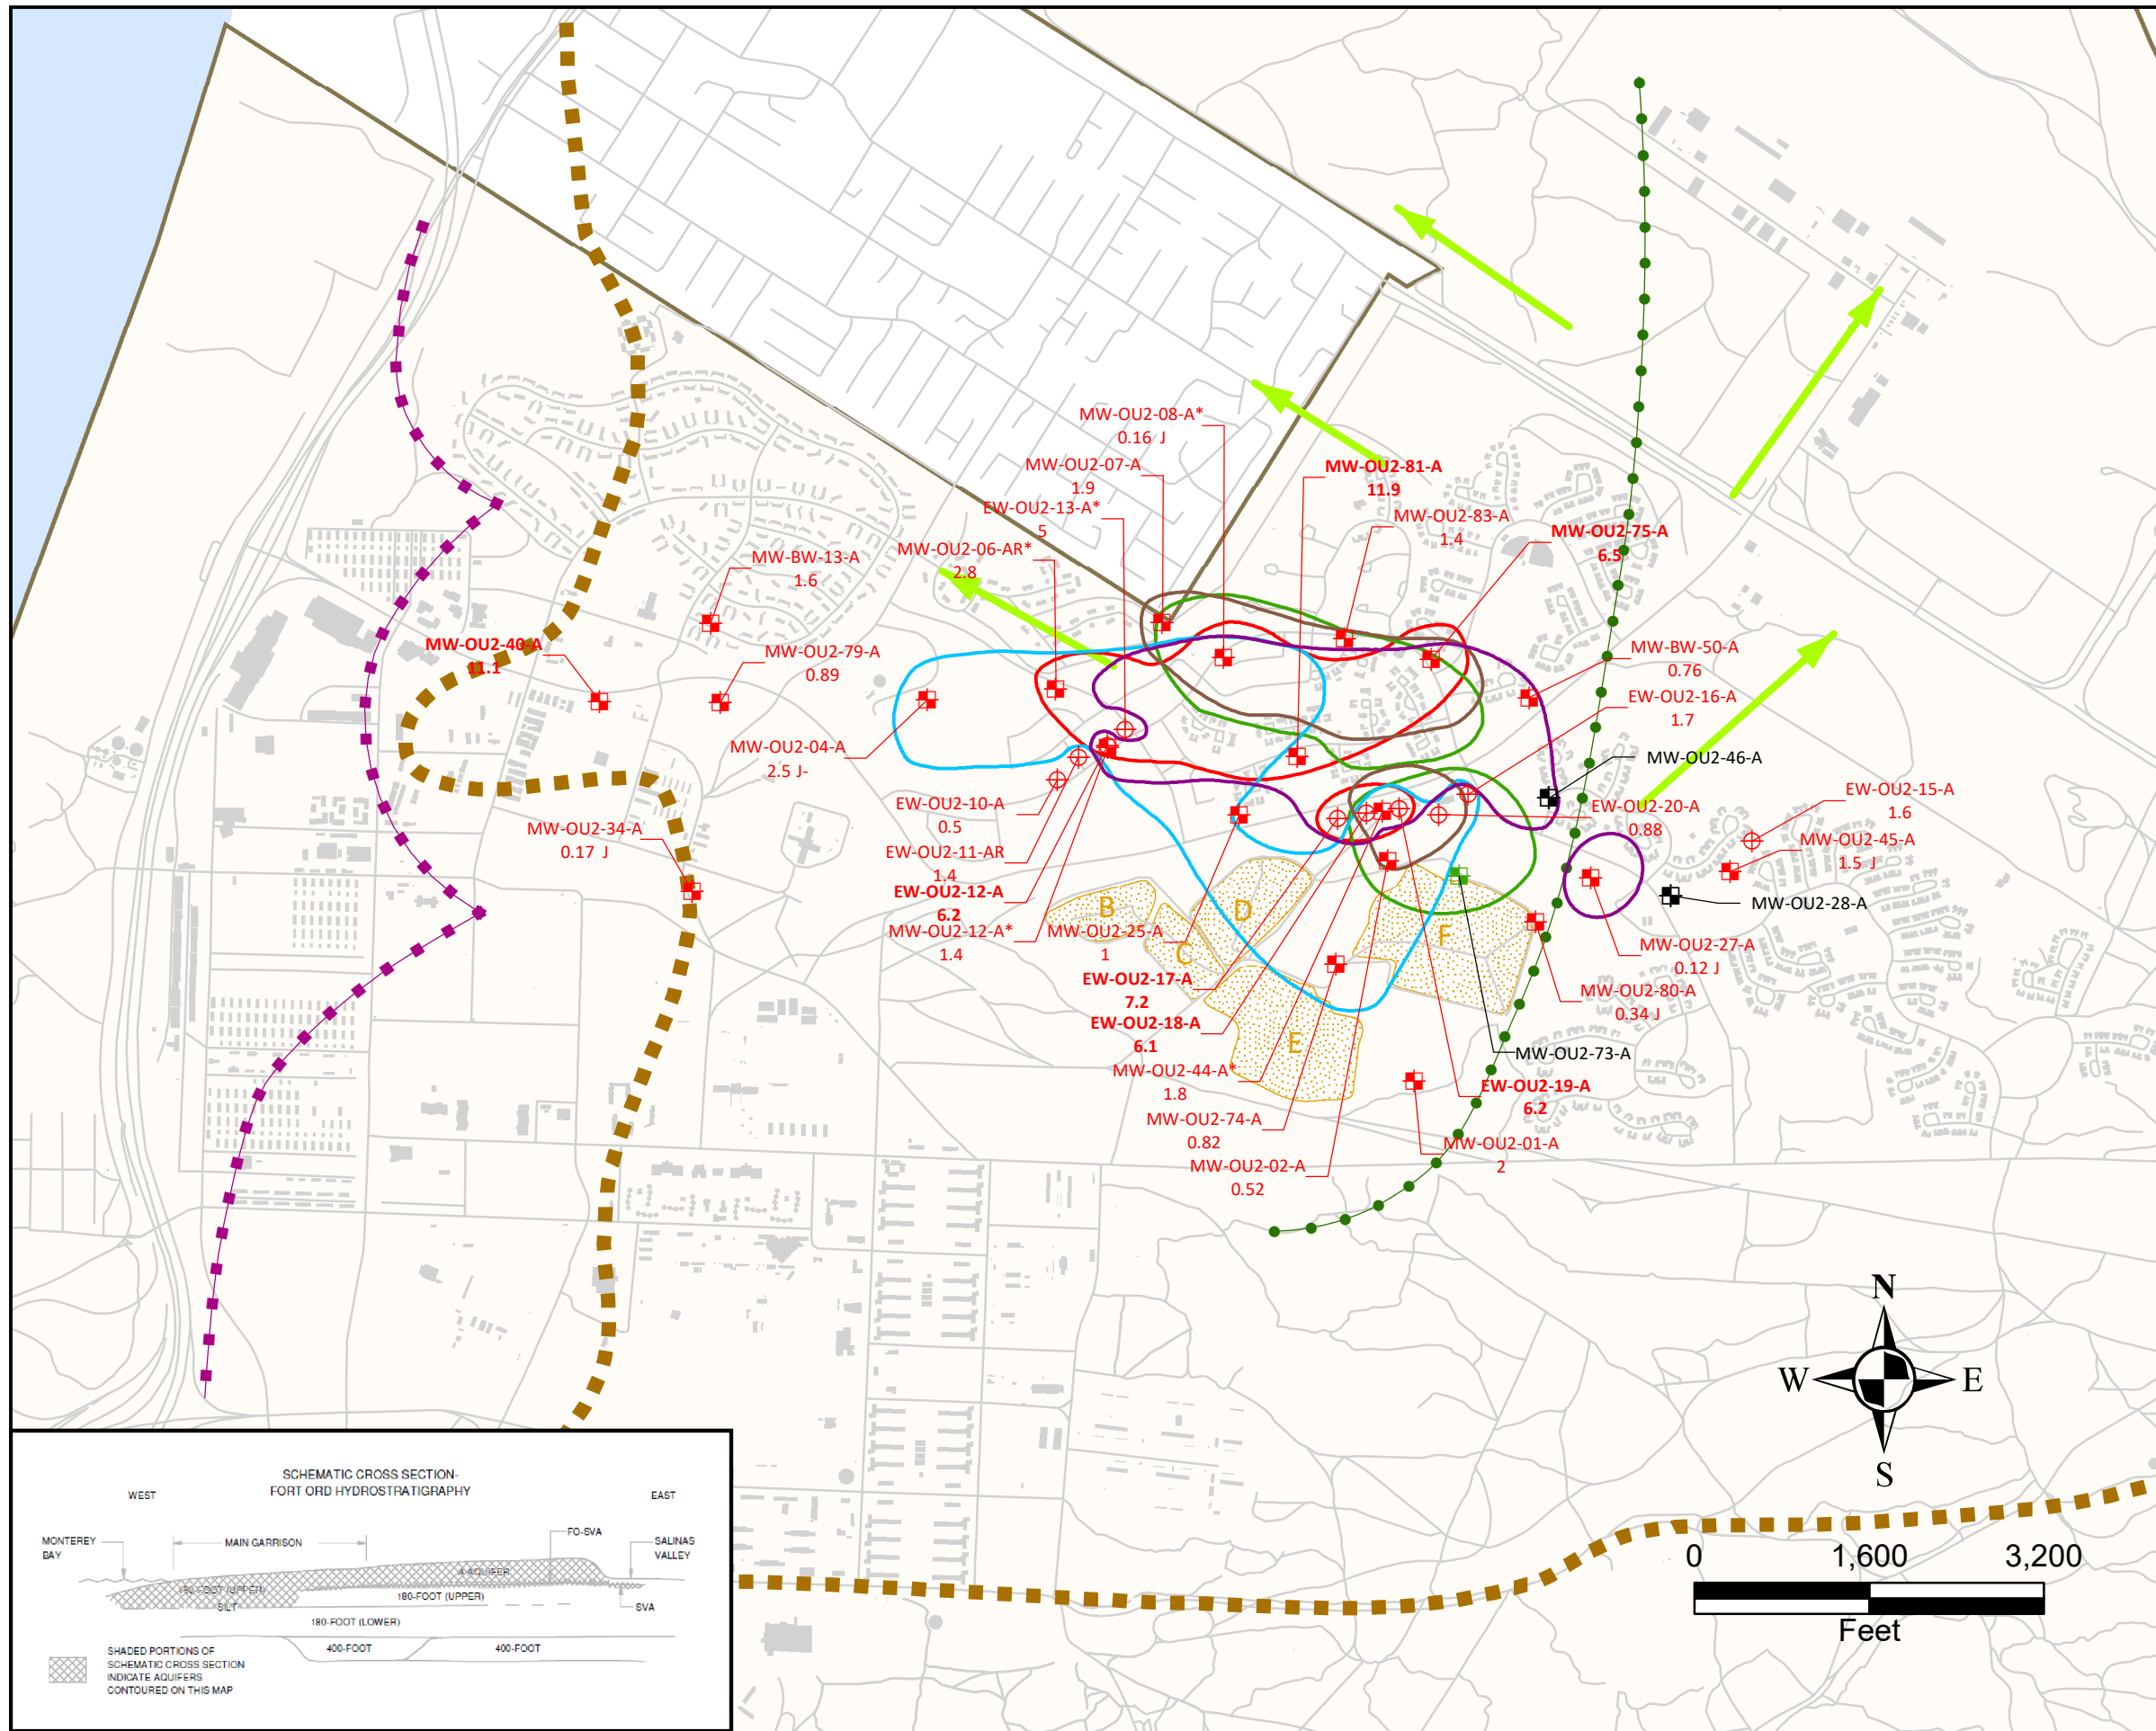 MW-OU2-08-A*
0.16 J
MW-OU2-07-A
1.9
MW-OU2-81-A
11.9
EW-OU2-13-A*
5
MW-OU2-83-A
1.4
MW-OU2-75-A
6.5
MW-OU2-06-AR*
2.8
MW-BW-13-A
1.6
MW-OU2-40-A
11.1
MW-OU2-79-A
0.89
MW-BW-50-A
0.76
EW-OU2-16-A
1.7
MW-OU2-04-A
2.5 J-
MW-OU2-46-A
EW-OU2-15-A
1.6
EW-OU2-10-A
0.5
EW-OU2-20-A
0.88
MW-OU2-34-A
0.17 J
MW-OU2-45-A
1.5 J
EW-OU2-11-AR
1.4
EW-OU2-12-A
6.2
MW-OU2-28-A
B
D
MW-OU2-12-A*
1.4
MW-OU2-25-A
1
F
C
MW-OU2-27-A
0.12 J
EW-OU2-17-A
7.2
MW-OU2-80-A
0.34 J
EW-OU2-18-A
6.1
E
MW-OU2-73-A
MW-OU2-44-A*
1.8
EW-OU2-19-A
6.2
MW-OU2-74-A
0.82
MW-OU2-01-A
2
MW-OU2-02-A
0.52
N
W
E
S
0 1,600 3,200
Feet
SCHEMATIC CROSS SECTION-
FORT ORD HYDROSTRATIGRAPHY
WEST
EAST
MONTEREY
BAY
MAIN GARRISON
FO-SVA
SALINAS
VALLEY
A-AQUIFER
180-FOOT (UPPER)
180-FOOT (UPPER)
SILT
SVA
180-FOOT (LOWER)
400-FOOT
400-FOOT
SHADED PORTIONS OF
SCHEMATIC CROSS SECTION
INDICATE AQUIFERS
CONTOURED ON THIS MAP